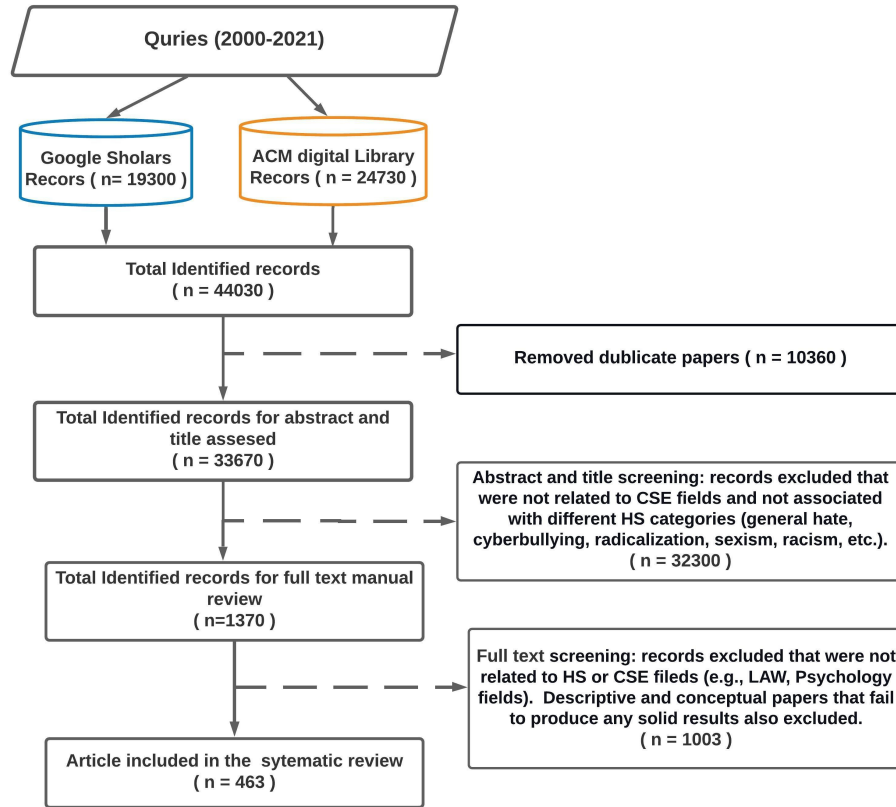 Quries (2000-2021)
Google Sholars
Recors ( n= 19300 )
ACM digital Library
Recors ( n = 24730 )
Total Identified records
( n = 44030 )
Removed dublicate papers ( n = 10360 )
Total Identified records for abstract and
title assesed
( n = 33670 )
Abstract and title screening: records excluded that
were not related to CSE fields and not associated
with different HS categories (general hate,
cyberbullying, radicalization, sexism, racism, etc.).
( n = 32300 )
Total Identified records for full text manual
review
(n=1370 )
Full text screening: records excluded that were not
related to HS or CSE fileds (e.g., LAW, Psychology
fields). Descriptive and conceptual papers that fail
to produce any solid results also excluded.
( n = 1003 )
Article included in the sytematic review
( n = 463 )